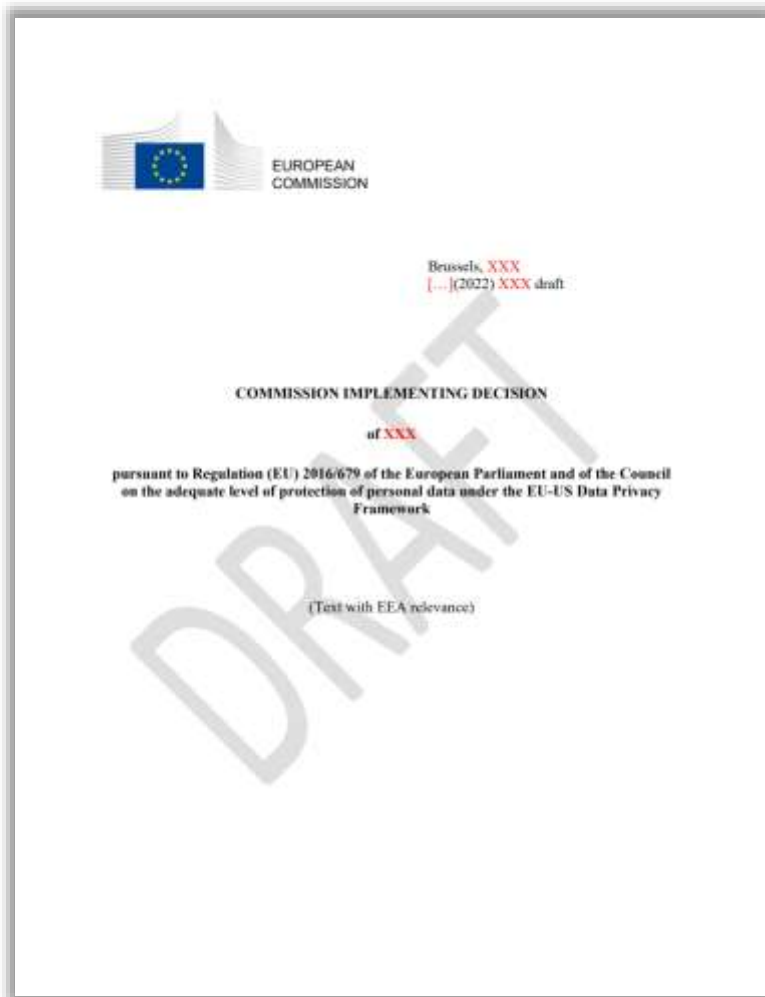 EUROPEAN
COMMISSION
Brussels, XXX
[…](2022) XXX draft
COMMISSION IMPLEMENTING DECISION
of XXX
pursuant to Regulation (EU) 2016/679 of the European Parliament and of the Council
on the adequate level of protection of personal data under the EU-US Data Privacy
Framework
(Text with EEA relevance)
DRAFT